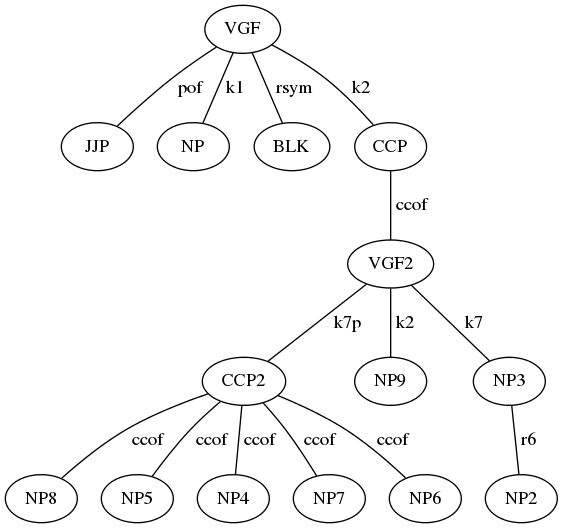 VGF
pof k1 rsym k2
JJP NP BLK CCP
ccof
VGF2
k7p k2 k7
CCP2 NP9 NP3
ccof ccof ccof ccof ccof r6
NP8 NP5 NP4 NP7 NP6 NP2